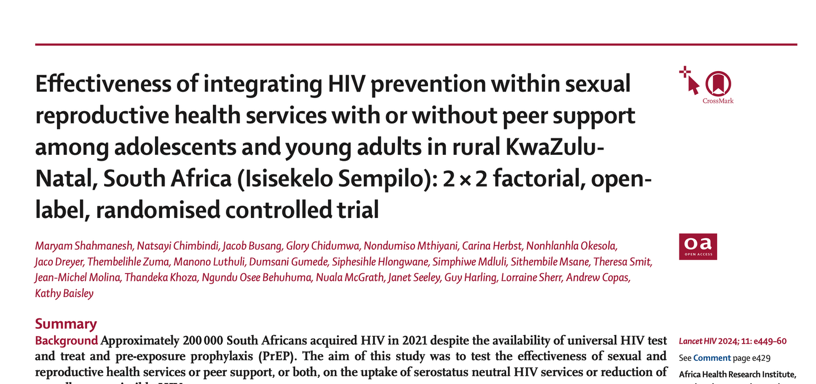 Effectiveness of integrating HIV prevention within sexual
reproductive health services with or without peer support
among adolescents and young adults in rural KwaZulu-
Natal, South Africa (Isisekelo Sempilo): 2 × 2 factorial, open-
label, randomised controlled trial
CrossMark
Maryam Shahmanesh, Natsayi Chimbindi, Jacob Busang, Glory Chidumwa, Nondumiso Mthiyani, Carina Herbst, Nonhlanhla Okesola,
Jaco Dreyer, Thembelihle Zuma, Manono Luthuli, Dumsani Gumede, Siphesihle Hlongwane, Simphiwe Mdluli, Sithembile Msane, Theresa Smit,
Jean-Michel Molina, Thandeka Khoza, Ngundu Osee Behuhuma, Nuala McGrath, Janet Seeley, Guy Harling, Lorraine Sherr, Andrew Copas,
Kathy Baisley
oa
OPEN ACCESS
Summary
Background Approximately 200 000 South Africans acquired HIV in 2021 despite the availability of universal HIV test
and treat and pre-exposure prophylaxis (PrEP). The aim of this study was to test the effectiveness of sexual and
reproductive health services or peer support, or both, on the uptake of serostatus neutral HIV services or reduction of
Lancet HIV 2024; 11: e449–60
See Comment page e429
Africa Health Research Institute,